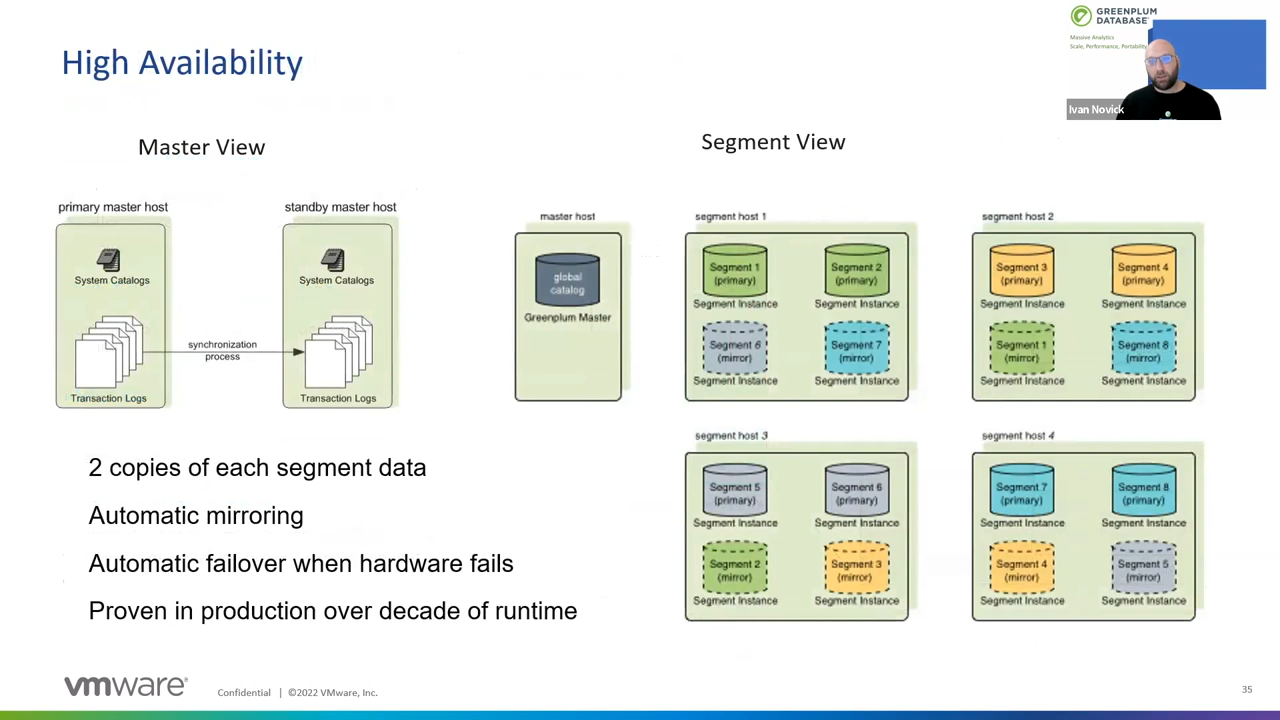 High Availability
GREENPLUM
DATABASE
Massive Analytics
Scale, Performance, Portability
Ivan Novick
Master View
primary master host
standby master host
System Catalogs
System Catalogs
synchronization
process
Transaction Logs
Transaction Logs
2 copies of each segment data
Automatic mirroring
Automatic failover when hardware fails
Proven in production over decade of runtime
Segment View
master host
global
catalog
Greenplum Master
segment host 1
Segment 1
(primary)
Segment Instance
Segment 2
(primary)
Segment Instance
Segment 6
(mirror)
Segment Instance
Segment 7
(mirror)
Segment Instance
segment host 2
Segment 3
(primary)
Segment Instance
Segment 4
(primary)
Segment Instance
Segment 1
(mirror)
Segment Instance
Segment 8
(mirror)
Segment Instance
segment host 3
Segment 5
(primary)
Segment Instance
Segment 6
(primary)
Segment Instance
Segment 2
(mirror)
Segment Instance
Segment 3
(mirror)
Segment Instance
segment host 4
Segment 7
(primary)
Segment Instance
Segment 8
(primary)
Segment Instance
Segment 4
(mirror)
Segment Instance
Segment 5
(mirror)
Segment Instance
vmware®
Confidential | ©2022 VMware, Inc.
35